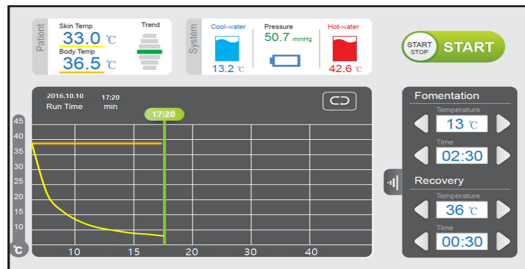 Patient
Skin Temp
33.0 ℃
Body Temp
36.5 ℃
Trend
System
Cool-water
13.2 ℃
Pressure
50.7 mmHg
Hot-water
42.6 ℃
START
STOP
START
2016.10.10 17:20
Run Time min
17:20
45
40
35
30
25
20
15
10
℃
10 15 20 30 40
Fomentation
Temperature
13 ℃
Time
02:30
Recovery
Temperature
36 ℃
Time
00:30